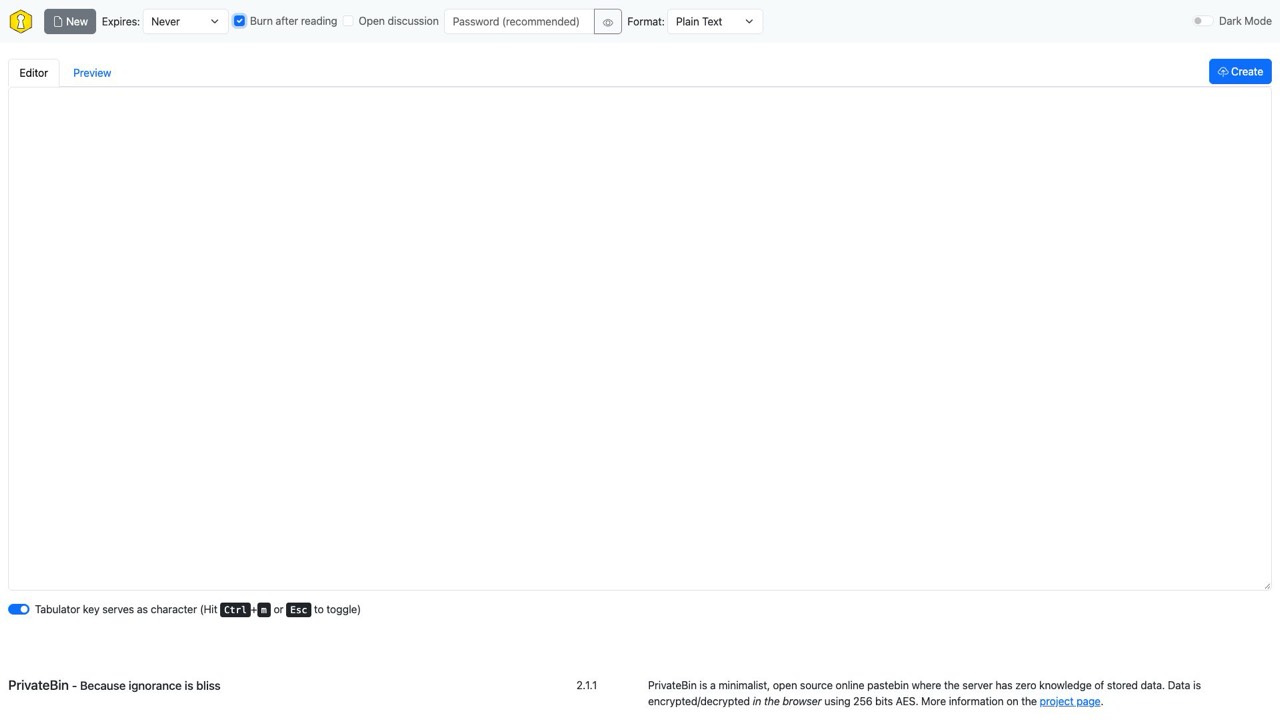 New Expires: Never Burn after reading Open discussion Password (recommended) Format: Plain Text Dark Mode
Editor Preview Create
Tabulator key serves as character (Hit Ctrl+m or Esc to toggle)
PrivateBin - Because ignorance is bliss
2.1.1
PrivateBin is a minimalist, open source online pastebin where the server has zero knowledge of stored data. Data is
encrypted/decrypted in the browser using 256 bits AES. More information on the project page.